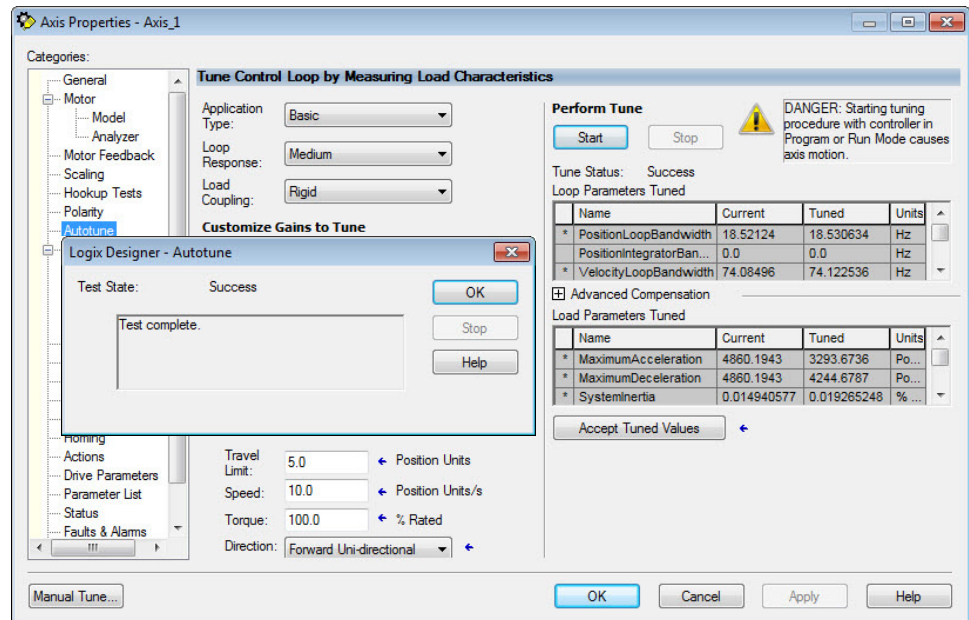 Axis Properties - Axis_1
Categories:
General
Motor
Model
Analyzer
Motor Feedback
Scaling
Hookup Tests
Polarity
Autotune
Homing
Actions
Drive Parameters
Parameter List
Status
Faults & Alarms
Tune Control Loop by Measuring Load Characteristics
Application
Type:
Basic
Loop
Response:
Medium
Load
Coupling:
Rigid
Customize Gains to Tune
Logix Designer - Autotune
Test State: Success
Test complete.
OK
Stop
Help
Travel
Limit:
5.0
Position Units
Speed: 10.0 Position Units/s
Torque: 100.0 % Rated
Direction: Forward Uni-directional
Perform Tune
Start Stop
DANGER: Starting tuning
procedure with controller in
Program or Run Mode causes
axis motion.
Tune Status: Success
Loop Parameters Tuned
Name Current Tuned Units
* PositionLoopBandwidth 18.52124 18.530634 Hz
PositionIntegratorBan... 0.0 0.0 Hz
* VelocityLoopBandwidth 74.08496 74.122536 Hz
Advanced Compensation
Load Parameters Tuned
Name Current Tuned Units
* MaximumAcceleration 4860.1943 3293.6736 Po...
* MaximumDeceleration 4860.1943 4244.6787 Po...
* SystemInertia 0.014940577 0.019265248 % ...
Accept Tuned Values
Manual Tune... OK Cancel Apply Help